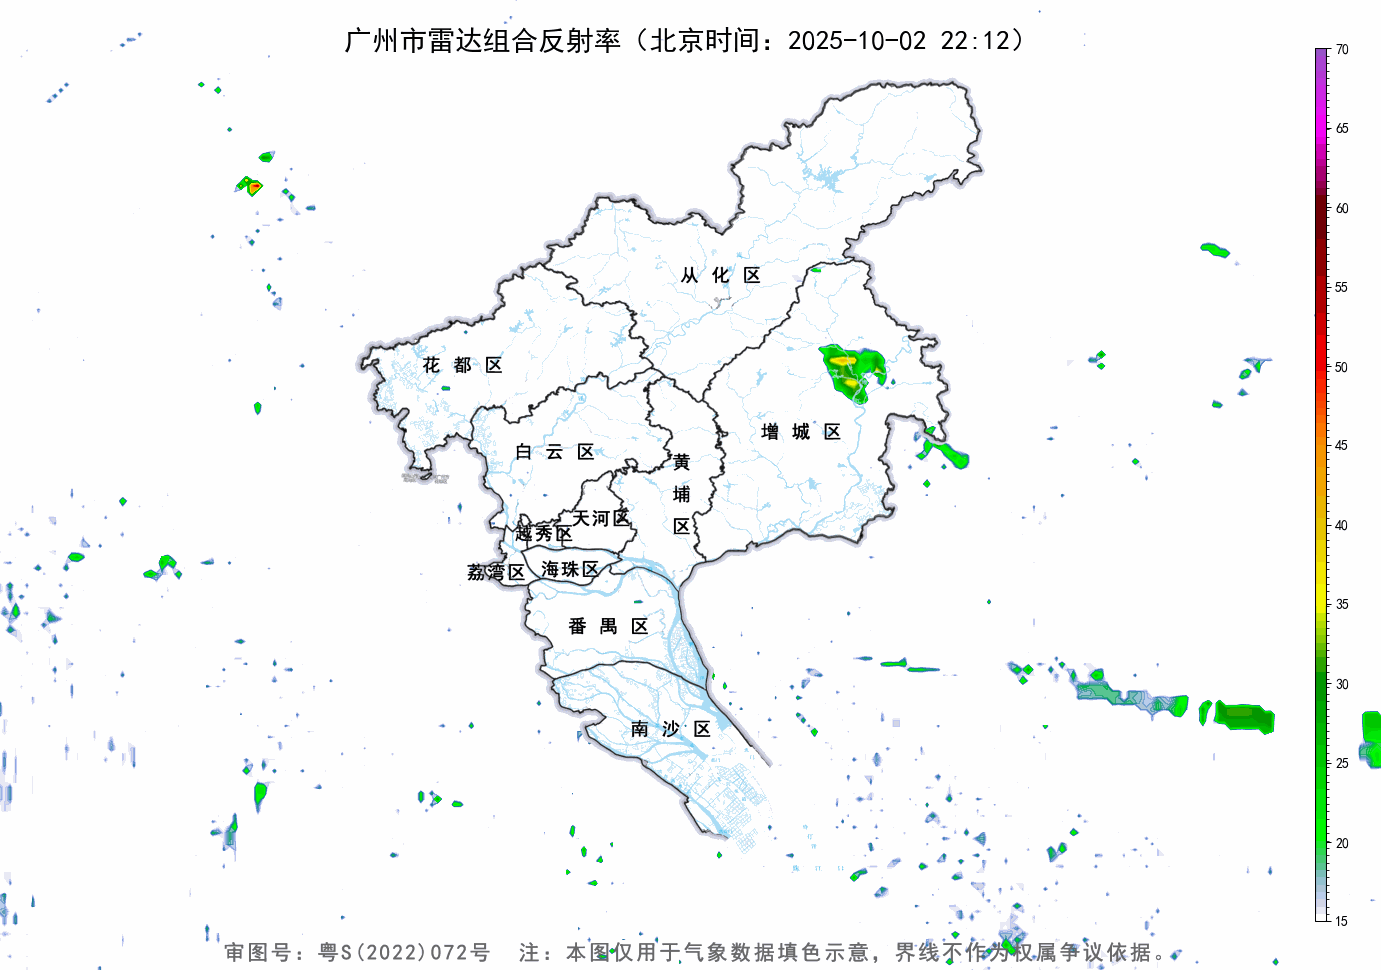 广州市雷达组合反射率（北京时间：2025-10-02 22:12）
70
65
60
55
50
45
40
35
30
25
20
15
从化区
花都区
增城区
白云区
黄埔区
天河区
越秀区
荔湾区
海珠区
番禺区
南沙区
审图号：粤S(2022)072号 注：本图仅用于气象数据填色示意，界线不作为权属争议依据。